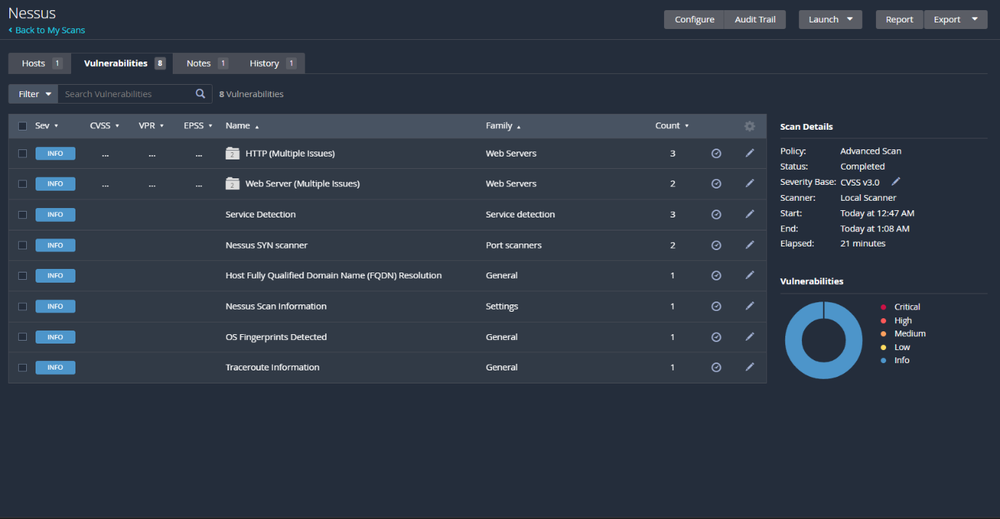 Nessus
Back to My Scans
Configure Audit Trail Launch Report Export
Hosts 1 Vulnerabilities 8 Notes 1 History 1
Filter Search Vulnerabilities 8 Vulnerabilities
Sev CVSS VPR EPSS Name Family Count
INFO ... ... ... 2 HTTP (Multiple Issues) Web Servers 3
INFO ... ... ... 2 Web Server (Multiple Issues) Web Servers 2
INFO Service Detection Service detection 3
INFO Nessus SYN scanner Port scanners 2
INFO Host Fully Qualified Domain Name (FQDN) Resolution General 1
INFO Nessus Scan Information Settings 1
INFO OS Fingerprints Detected General 1
INFO Traceroute Information General 1
Scan Details
Policy: Advanced Scan
Status: Completed
Severity Base: CVSS v3.0
Scanner: Local Scanner
Start: Today at 12:47 AM
End: Today at 1:08 AM
Elapsed: 21 minutes
Vulnerabilities
Critical
High
Medium
Low
Info